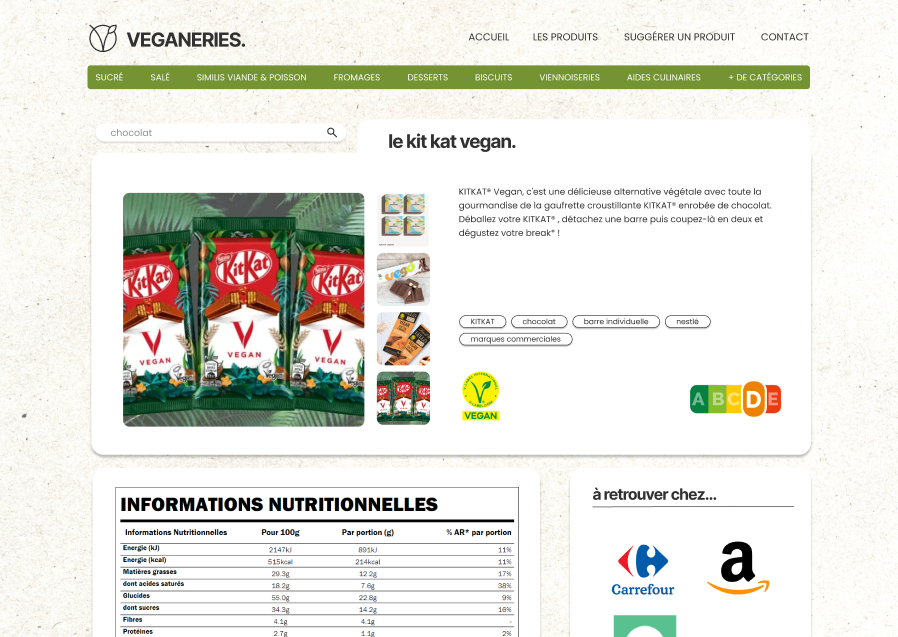 VEGANERIES.
ACCUEIL LES PRODUITS SUGGÉRER UN PRODUIT CONTACT
SUCRÉ SALÉ SIMILIS VIANDE & POISSON FROMAGES DESSERTS BISCUITS VIENNOISERIES AIDES CULINAIRES + DE CATÉGORIES
chocolat
le kit kat vegan.
KITKAT® Vegan, c'est une délicieuse alternative végétale avec toute la
gourmandise de la gaufrette croustillante KITKAT® enrobée de chocolat.
Déballez votre KITKAT® , détachez une barre puis coupez-là en deux et
dégustez votre break* !
Nestlé
KitKat KitKat KitKat
V V V
VEGAN VEGAN VEGAN
vego
KITKAT chocolat barre individuelle nestlé
marques commerciales
VEGAN
A B C D E
INFORMATIONS NUTRITIONNELLES
Informations Nutritionnelles Pour 100g Par portion (g) % AR* par portion
Energie (kJ) 2147kJ 891kJ 11%
Energie (kcal) 515kcal 214kcal 11%
Matières grasses 29.3g 12.2g 17%
dont acides saturés 18.2g 7.6g 38%
Glucides 55.0g 22.8g 9%
dont sucres 34.3g 14.2g 16%
Fibres 4.1g 4.1g -
Protéines 2.7g 1.1g 2%
à retrouver chez...
Carrefour
a